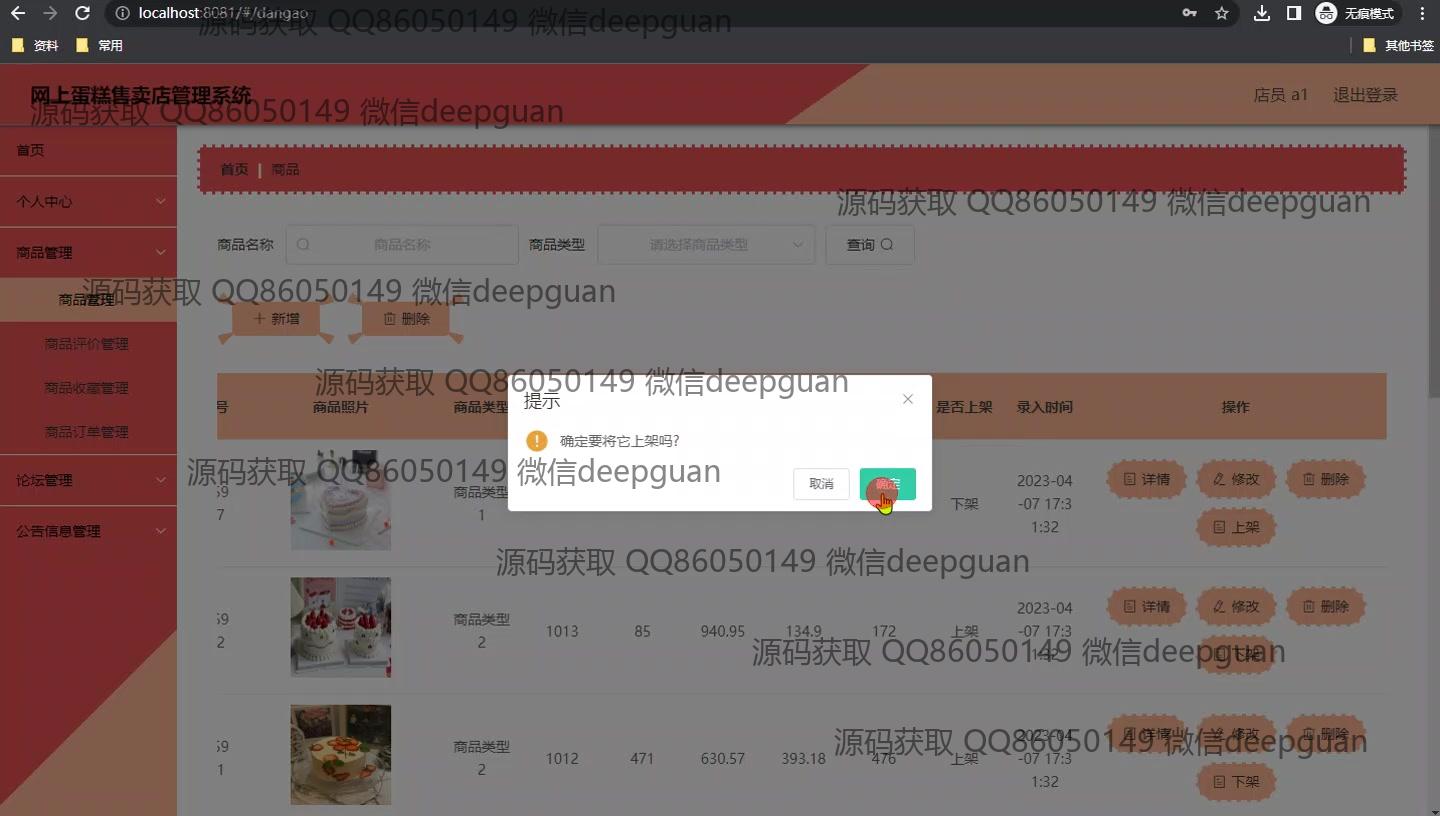 localhost:8081/#/dangao
无痕模式
资料
常用
其他书签
源码获取 QQ86050149 微信deepguan
网上蛋糕售卖店管理系统
店员 a1
退出登录
源码获取 QQ86050149 微信deepguan
首页
个人中心
商品管理
商品管理
商品评价管理
商品收藏管理
商品订单管理
论坛管理
公告信息管理
首页 | 商品
源码获取 QQ86050149 微信deepguan
商品名称
商品名称
商品类型
请选择商品类型
查询
源码获取 QQ86050149 微信deepguan
新增
删除
源码获取 QQ86050149 微信deepguan
号
商品照片
商品类型
是否上架
录入时间
操作
提示
确定要将它上架吗?
取消
确定
源码获取 QQ86050149 微信deepguan
59
7
商品类型
1
下架
2023-04
-07 17:3
1:32
详情
修改
删除
上架
源码获取 QQ86050149 微信deepguan
59
2
商品类型
2
1013
85
940.95
134.9
172
上架
2023-04
-07 17:3
1:32
详情
修改
删除
下架
源码获取 QQ86050149 微信deepguan
59
1
商品类型
2
1012
471
630.57
393.18
476
上架
2023-04
-07 17:3
1:32
详情
修改
删除
下架
源码获取 QQ86050149 微信deepguan